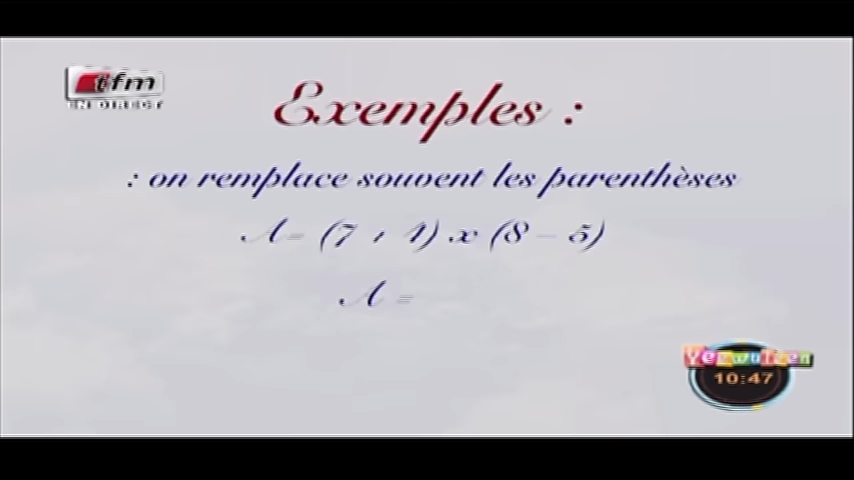 tfm
EN DIRECT
Exemples :
: on remplace souvent les parenthèses
A = (7 + 4) x (8 – 5)
A =
10:47